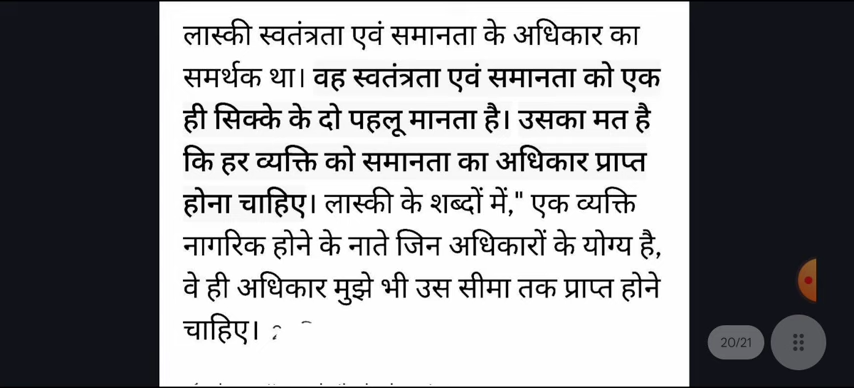 लास्की स्वतंत्रता एवं समानता के अधिकार का
समर्थक था। वह स्वतंत्रता एवं समानता को एक
ही सिक्के के दो पहलू मानता है। उसका मत है
कि हर व्यक्ति को समानता का अधिकार प्राप्त
होना चाहिए। लास्की के शब्दों में," एक व्यक्ति
नागरिक होने के नाते जिन अधिकारों के योग्य है,
वे ही अधिकार मुझे भी उस सीमा तक प्राप्त होने
चाहिए।
20/21